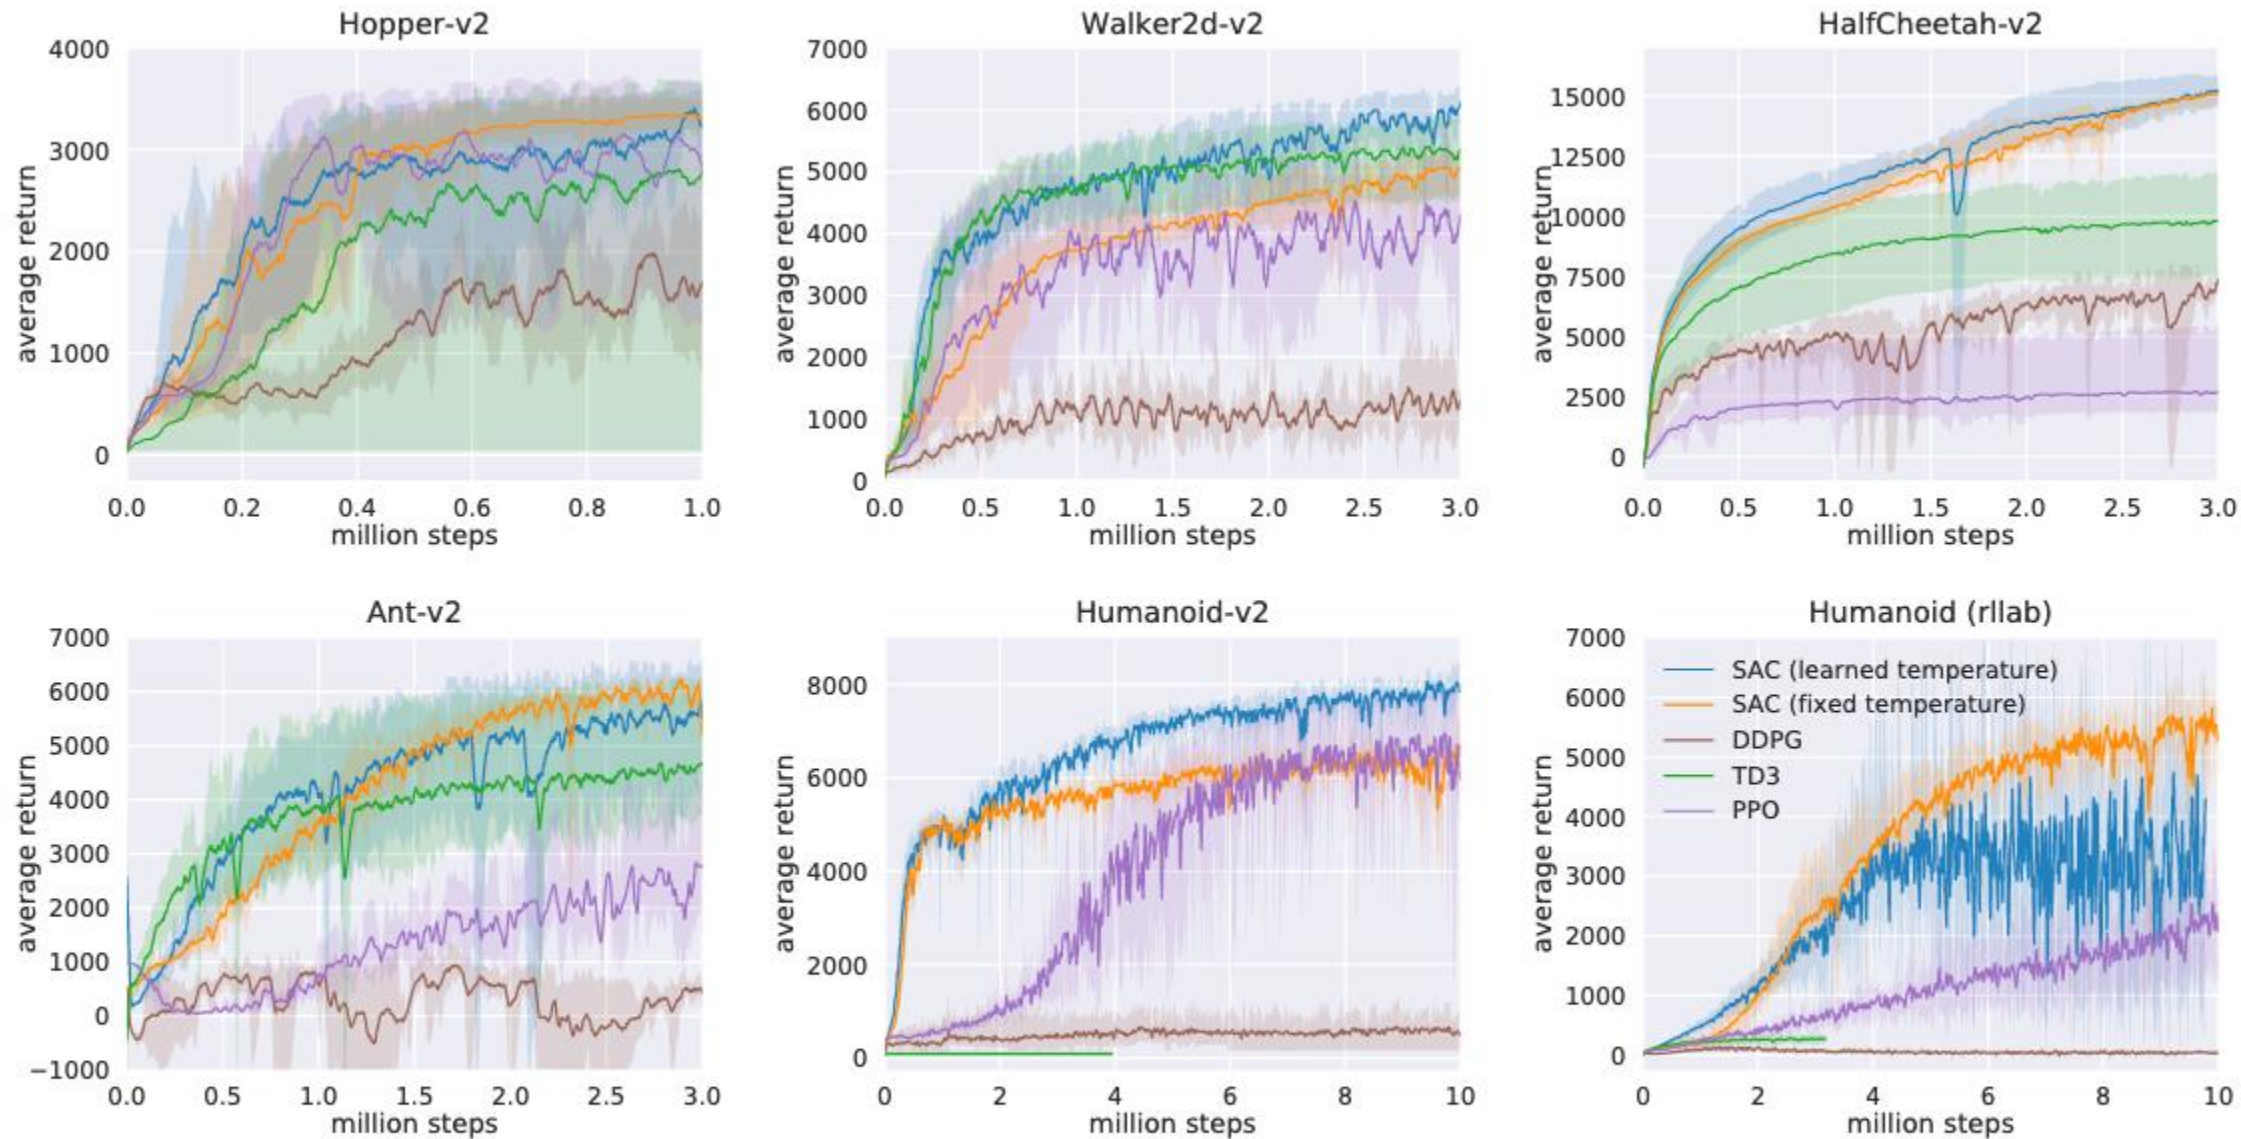 Hopper-v2
4000
3000
2000
1000
0
average return
0.0 0.2 0.4 0.6 0.8 1.0
million steps
Walker2d-v2
7000
6000
5000
4000
3000
2000
1000
0
average return
0.0 0.5 1.0 1.5 2.0 2.5 3.0
million steps
HalfCheetah-v2
15000
12500
10000
7500
5000
2500
0
average return
0.0 0.5 1.0 1.5 2.0 2.5 3.0
million steps
Ant-v2
7000
6000
5000
4000
3000
2000
1000
0
−1000
average return
0.0 0.5 1.0 1.5 2.0 2.5 3.0
million steps
Humanoid-v2
8000
6000
4000
2000
0
average return
0 2 4 6 8 10
million steps
Humanoid (rllab)
7000
6000
5000
4000
3000
2000
1000
0
average return
SAC (learned temperature)
SAC (fixed temperature)
DDPG
TD3
PPO
0 2 4 6 8 10
million steps